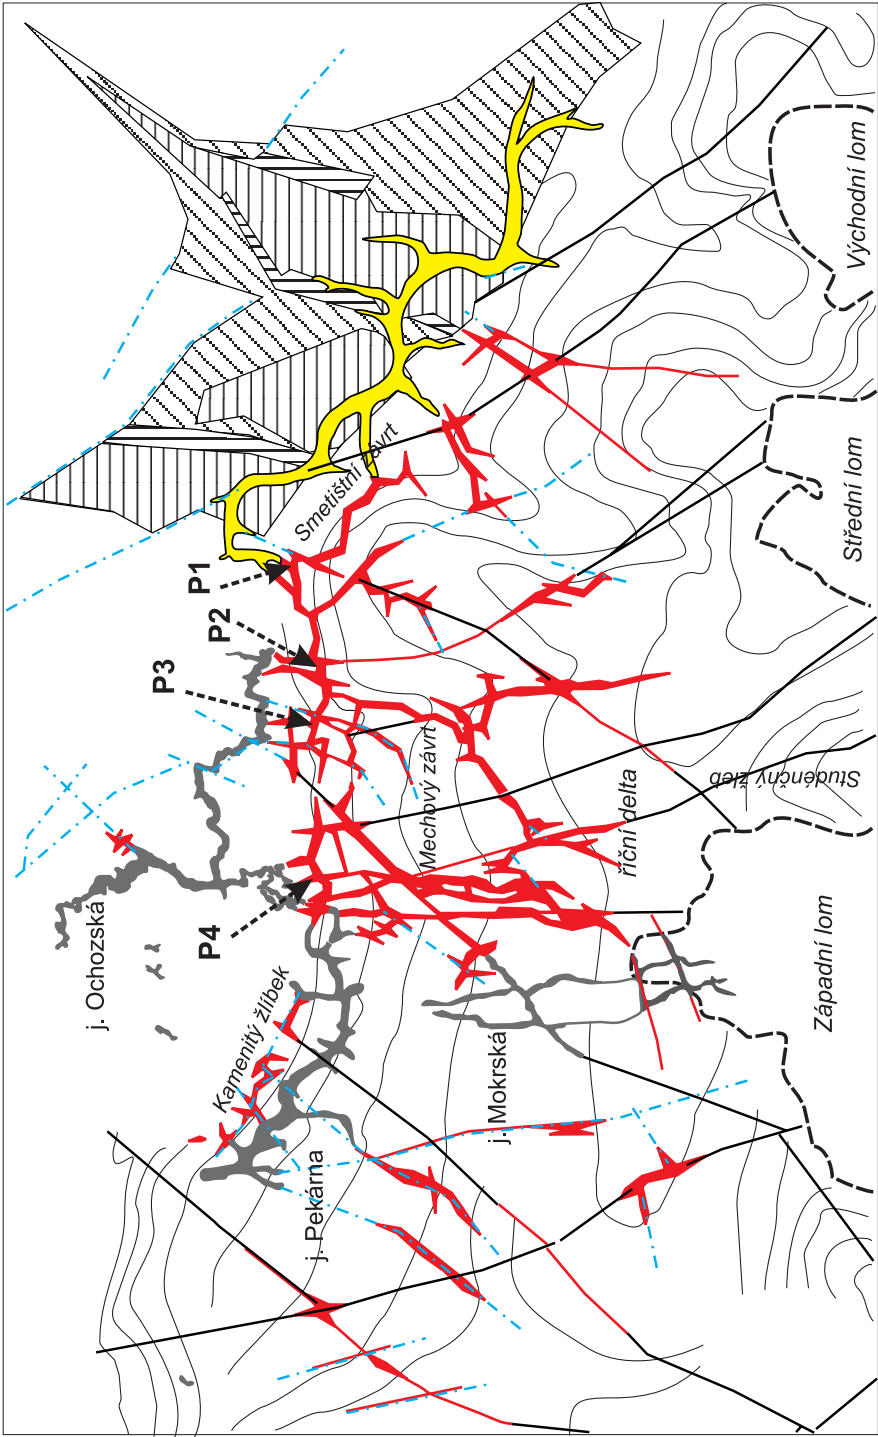 j. Ochozská
P3
P1
P4
P2
Kamenitý žlíbek
j. Pekárna
Smetištní závrt
Mechový závrt
j. Mokrská
říční delta
Studénčný žleb
Západní lom
Střední lom
Východní lom